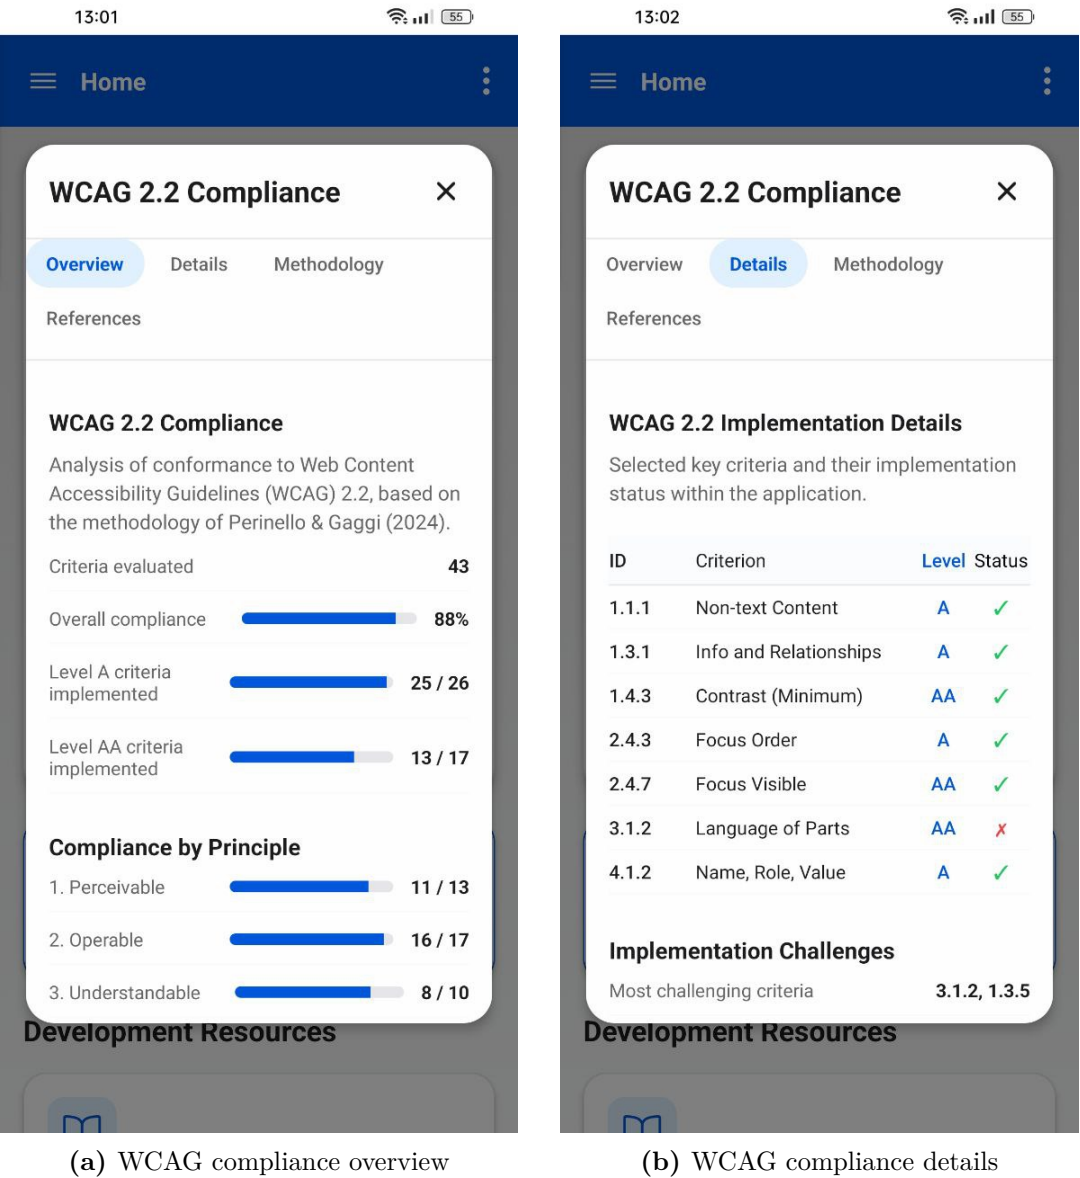 13:01
55
Home
WCAG 2.2 Compliance
Overview Details Methodology
References
WCAG 2.2 Compliance
Analysis of conformance to Web Content
Accessibility Guidelines (WCAG) 2.2, based on
the methodology of Perinello & Gaggi (2024).
Criteria evaluated 43
Overall compliance 88%
Level A criteria
implemented 25 / 26
Level AA criteria
implemented 13 / 17
Compliance by Principle
1. Perceivable 11 / 13
2. Operable 16 / 17
3. Understandable 8 / 10
Development Resources
(a) WCAG compliance overview
13:02
55
Home
WCAG 2.2 Compliance
Overview Details Methodology
References
WCAG 2.2 Implementation Details
Selected key criteria and their implementation
status within the application.
ID Criterion Level Status
1.1.1 Non-text Content A ✓
1.3.1 Info and Relationships A ✓
1.4.3 Contrast (Minimum) AA ✓
2.4.3 Focus Order A ✓
2.4.7 Focus Visible AA ✓
3.1.2 Language of Parts AA ✗
4.1.2 Name, Role, Value A ✓
Implementation Challenges
Most challenging criteria 3.1.2, 1.3.5
Development Resources
(b) WCAG compliance details